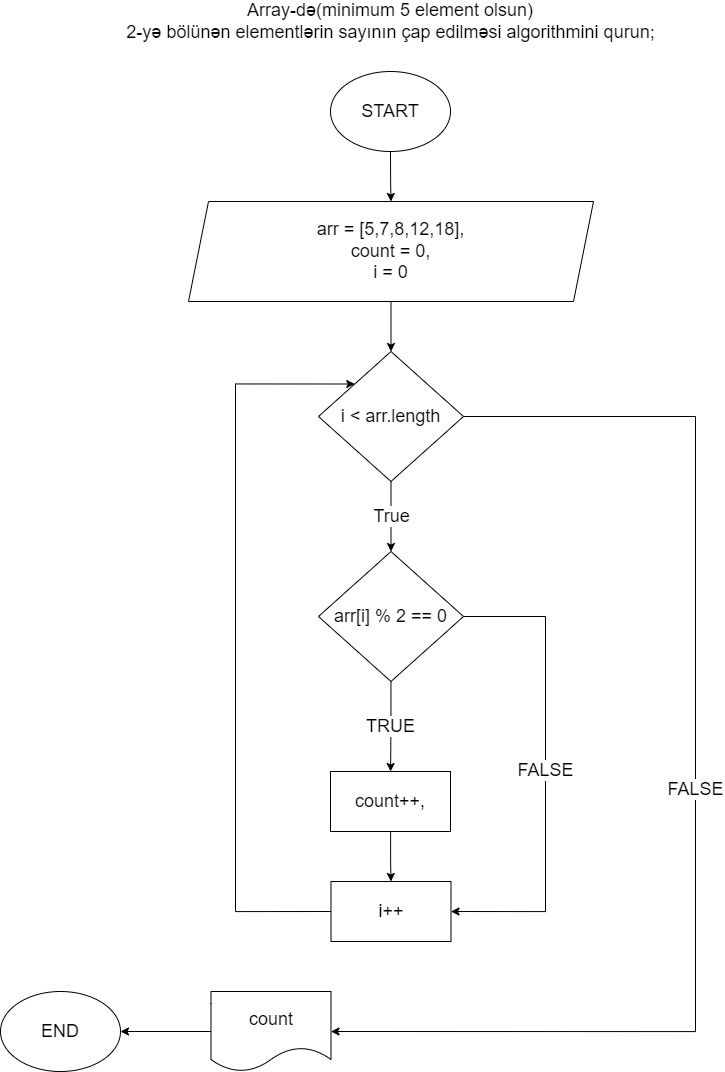 Array-də(minimum 5 element olsun)
2-yə bölünən elementlərin sayının çap edilməsi algorithmini qurun;
START
arr = [5,7,8,12,18],
count = 0,
i = 0
i < arr.length
True
arr[i] % 2 == 0
TRUE
FALSE
FALSE
count++,
i++
count
END